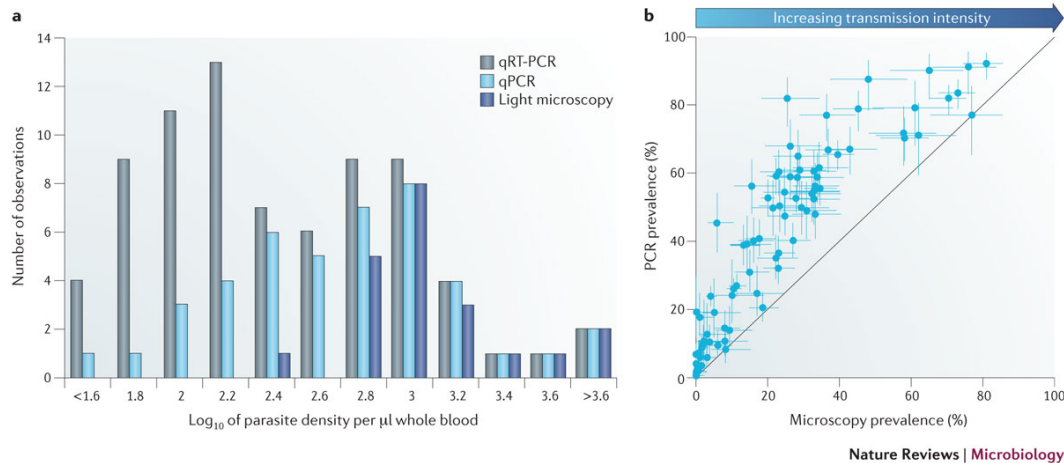 a
14
12
10
8
6
4
2
0
Number of observations
qRT-PCR
qPCR
Light microscopy
<1.6 1.8 2 2.2 2.4 2.6 2.8 3 3.2 3.4 3.6 >3.6
Log10 of parasite density per µl whole blood
b
Increasing transmission intensity
100
80
60
40
20
0
PCR prevalence (%)
0 20 40 60 80 100
Microscopy prevalence (%)
Nature Reviews | Microbiology